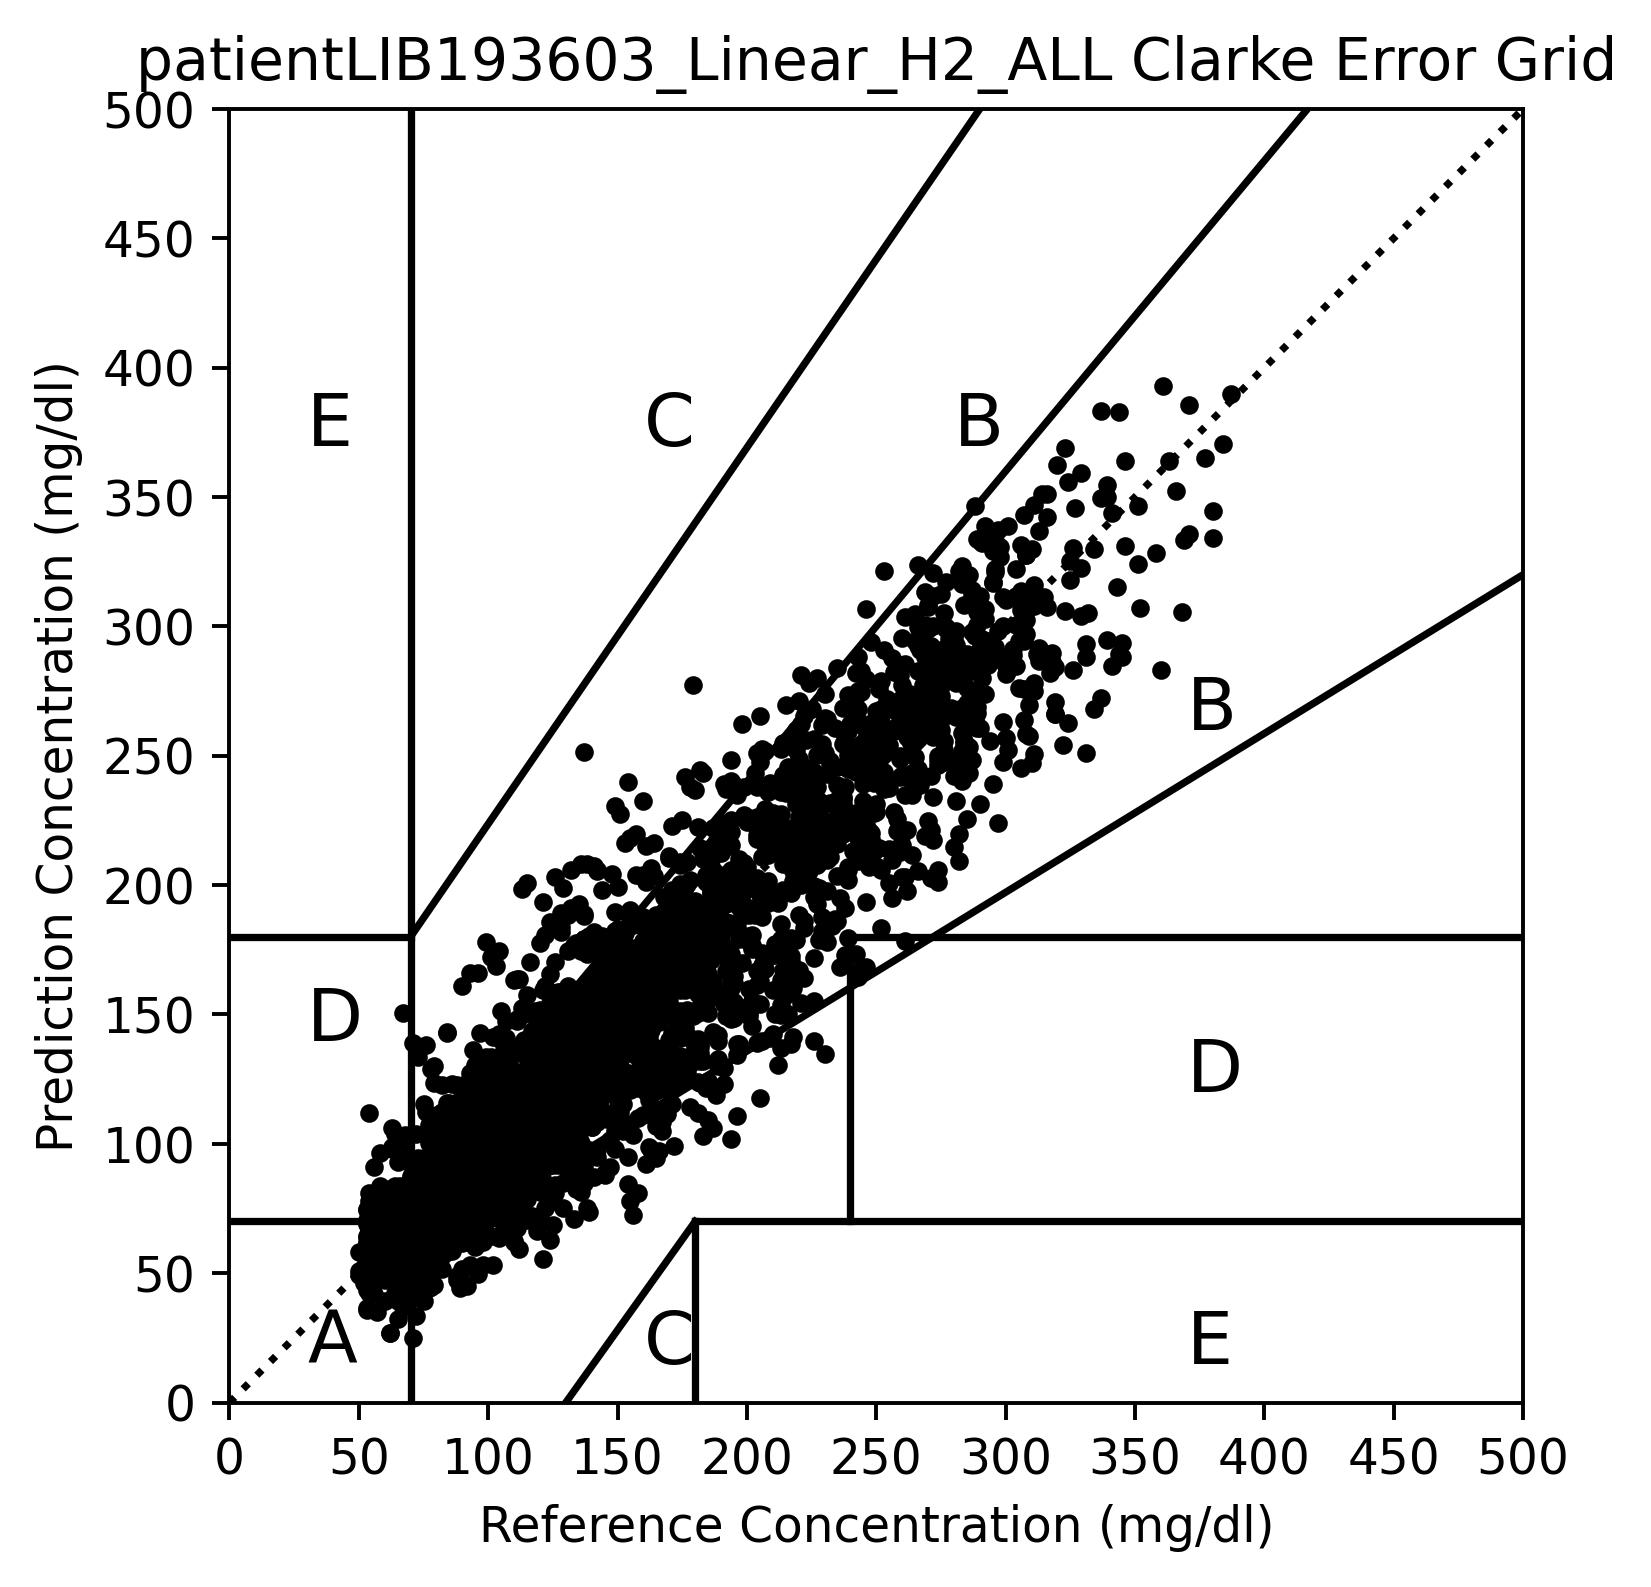 patientLIB193603_Linear_H2_ALL Clarke Error Grid
500
450
400
350
300
250
200
150
100
50
0
Prediction Concentration (mg/dl)
E
C
B
B
D
D
A
C
E
0 50 100 150 200 250 300 350 400 450 500
Reference Concentration (mg/dl)